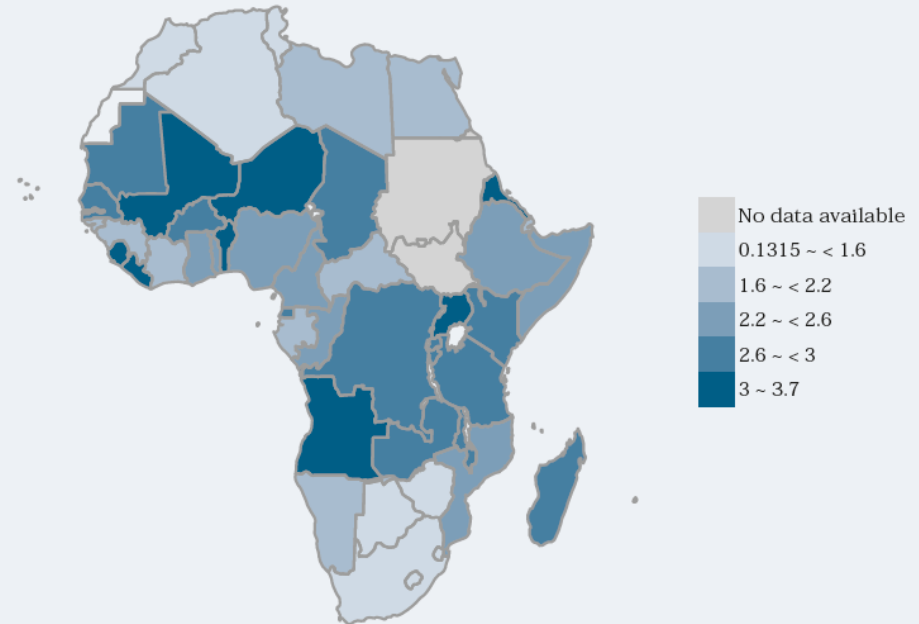 No data available
0.1315 ~ < 1.6
1.6 ~ < 2.2
2.2 ~ < 2.6
2.6 ~ < 3
3 ~ 3.7